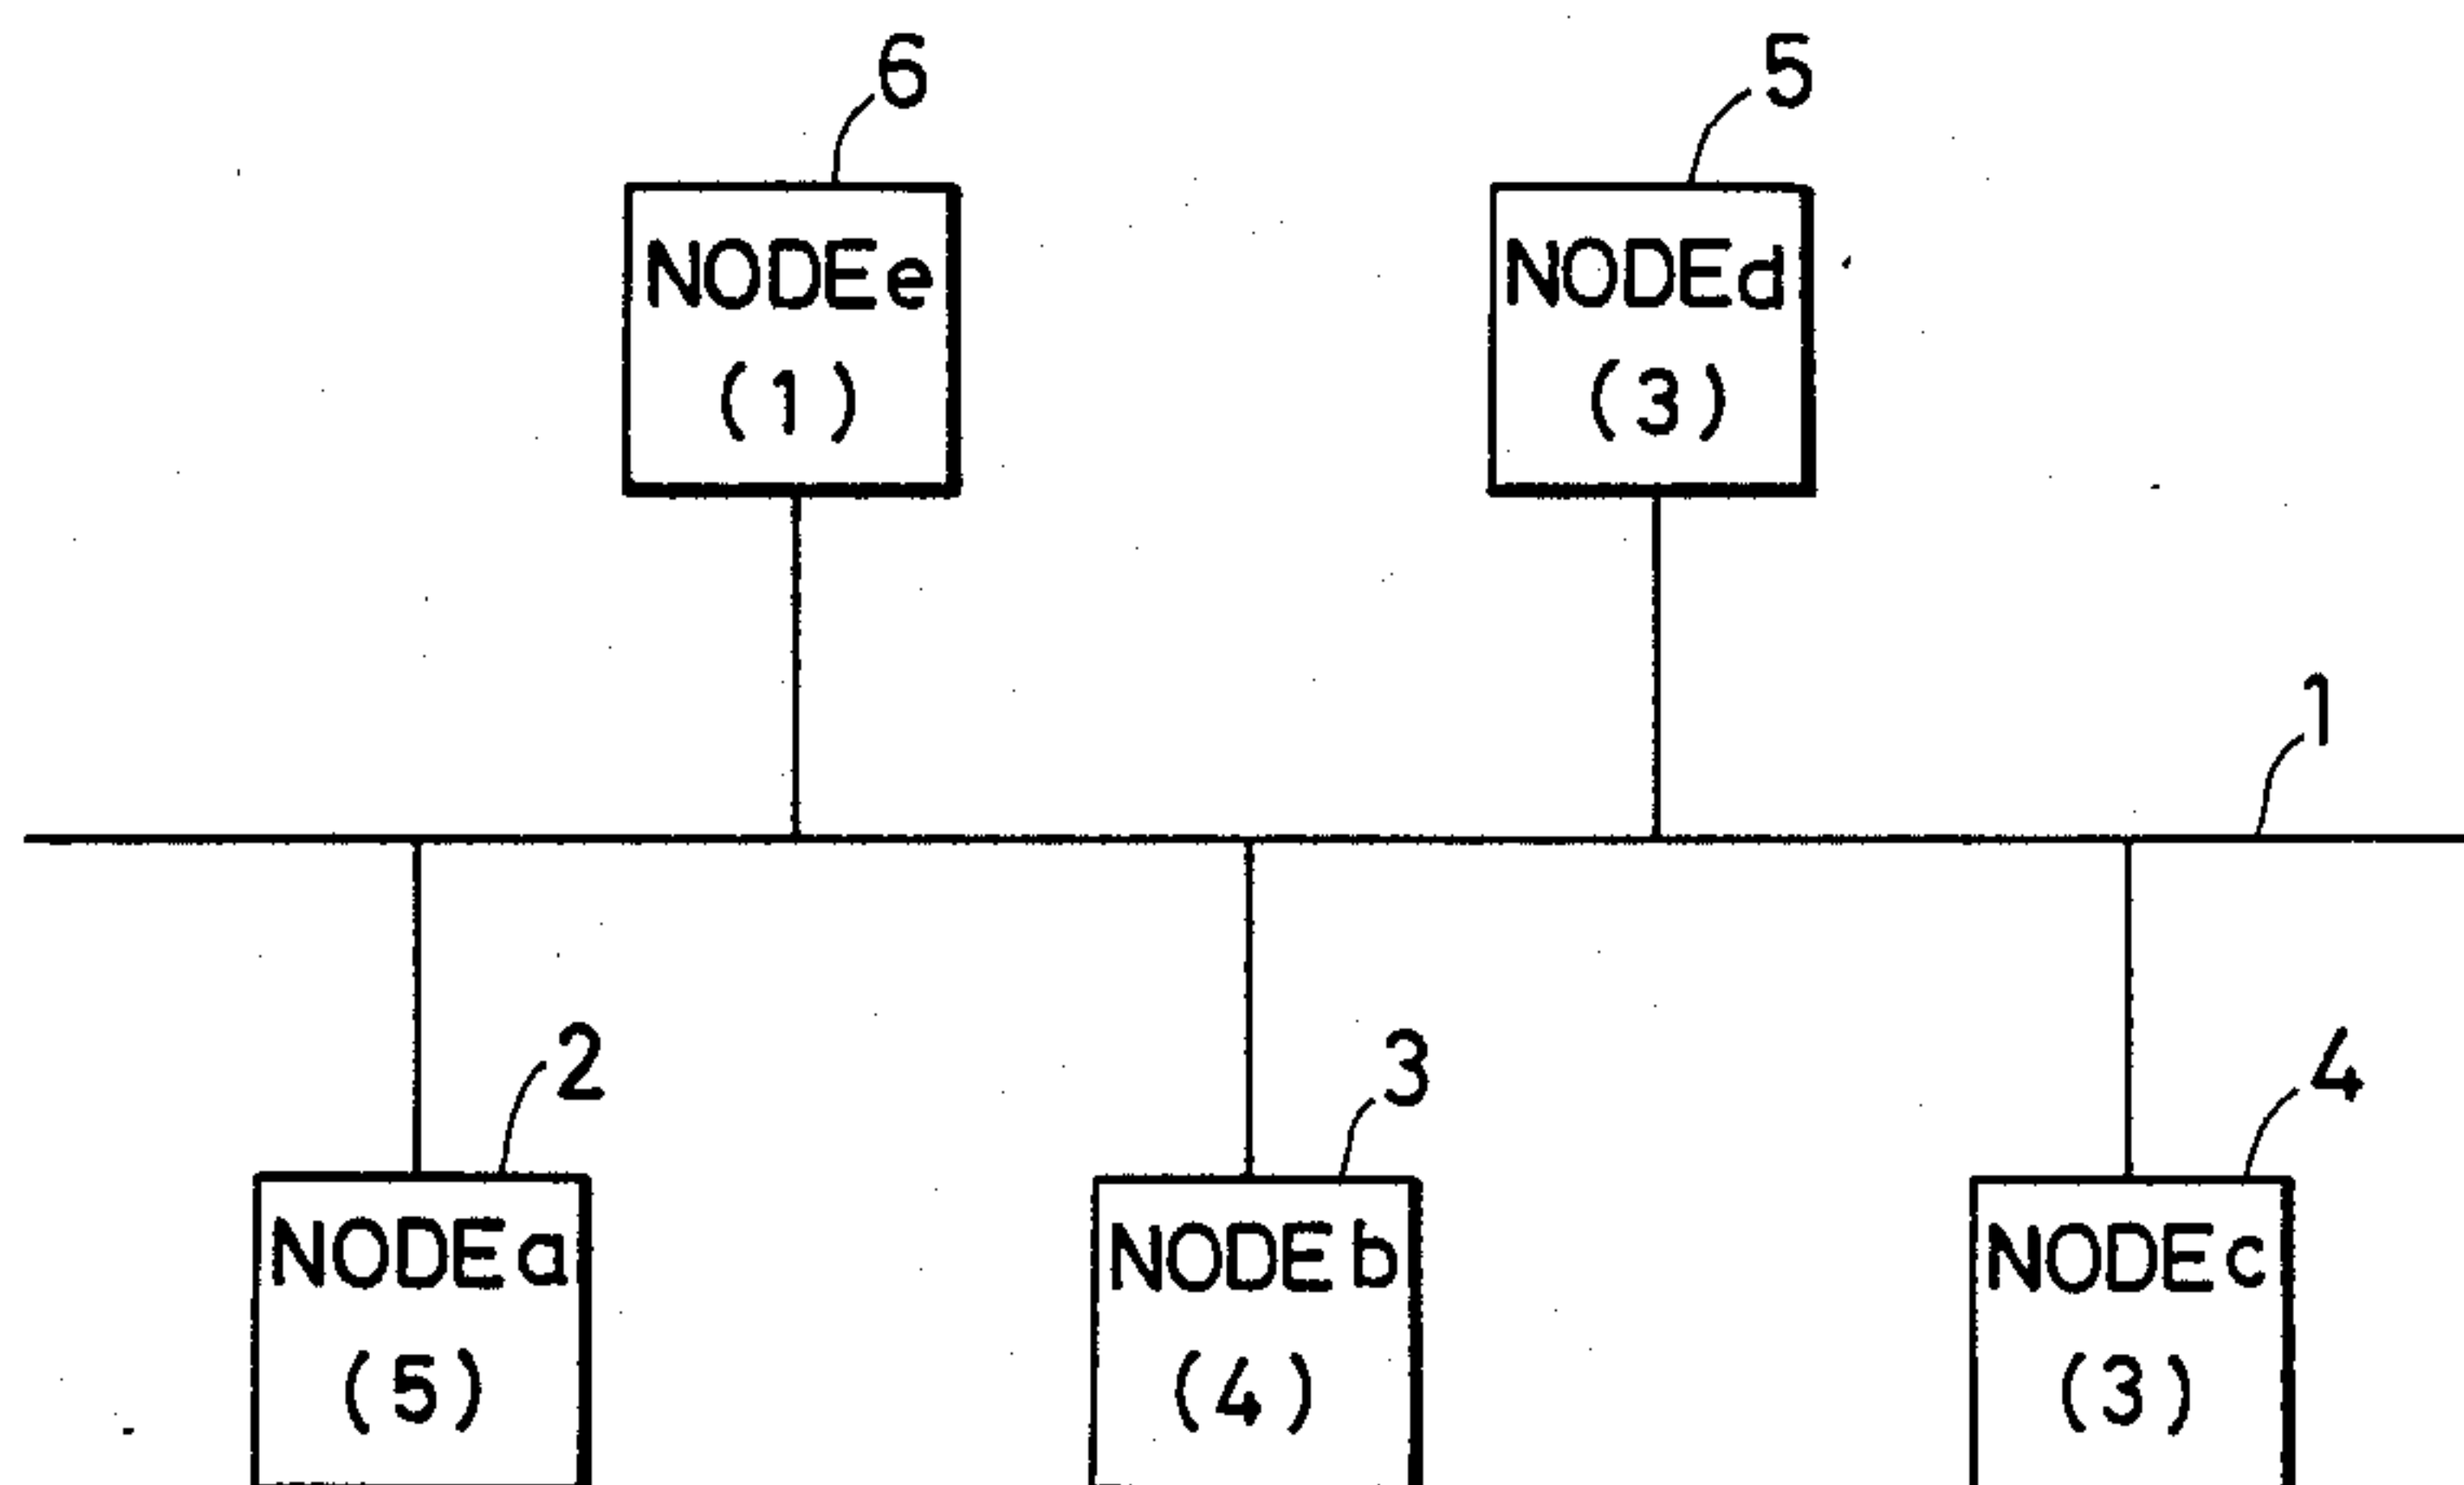 6
5
NODEe
(1)
NODEd
(3)
1
2
3
4
NODEa
(5)
NODEb
(4)
NODEc
(3)